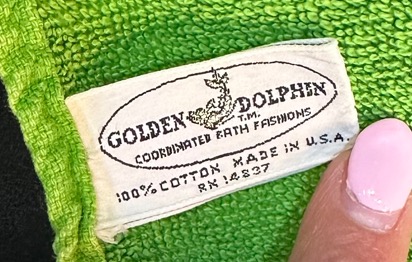 GOLDEN DOLPHIN
T.M.
COORDINATED BATH FASHIONS
100% COTTON MADE IN U.S.A.
RN 14837